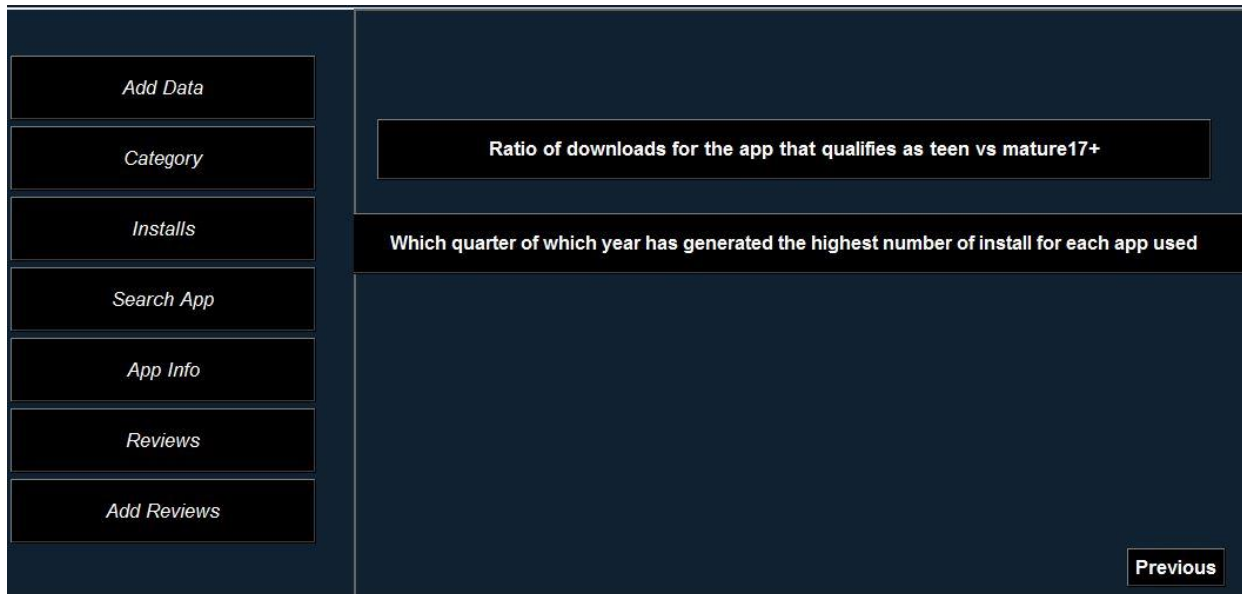 Add Data
Category
Installs
Search App
App Info
Reviews
Add Reviews
Ratio of downloads for the app that qualifies as teen vs mature17+
Which quarter of which year has generated the highest number of install for each app used
Previous